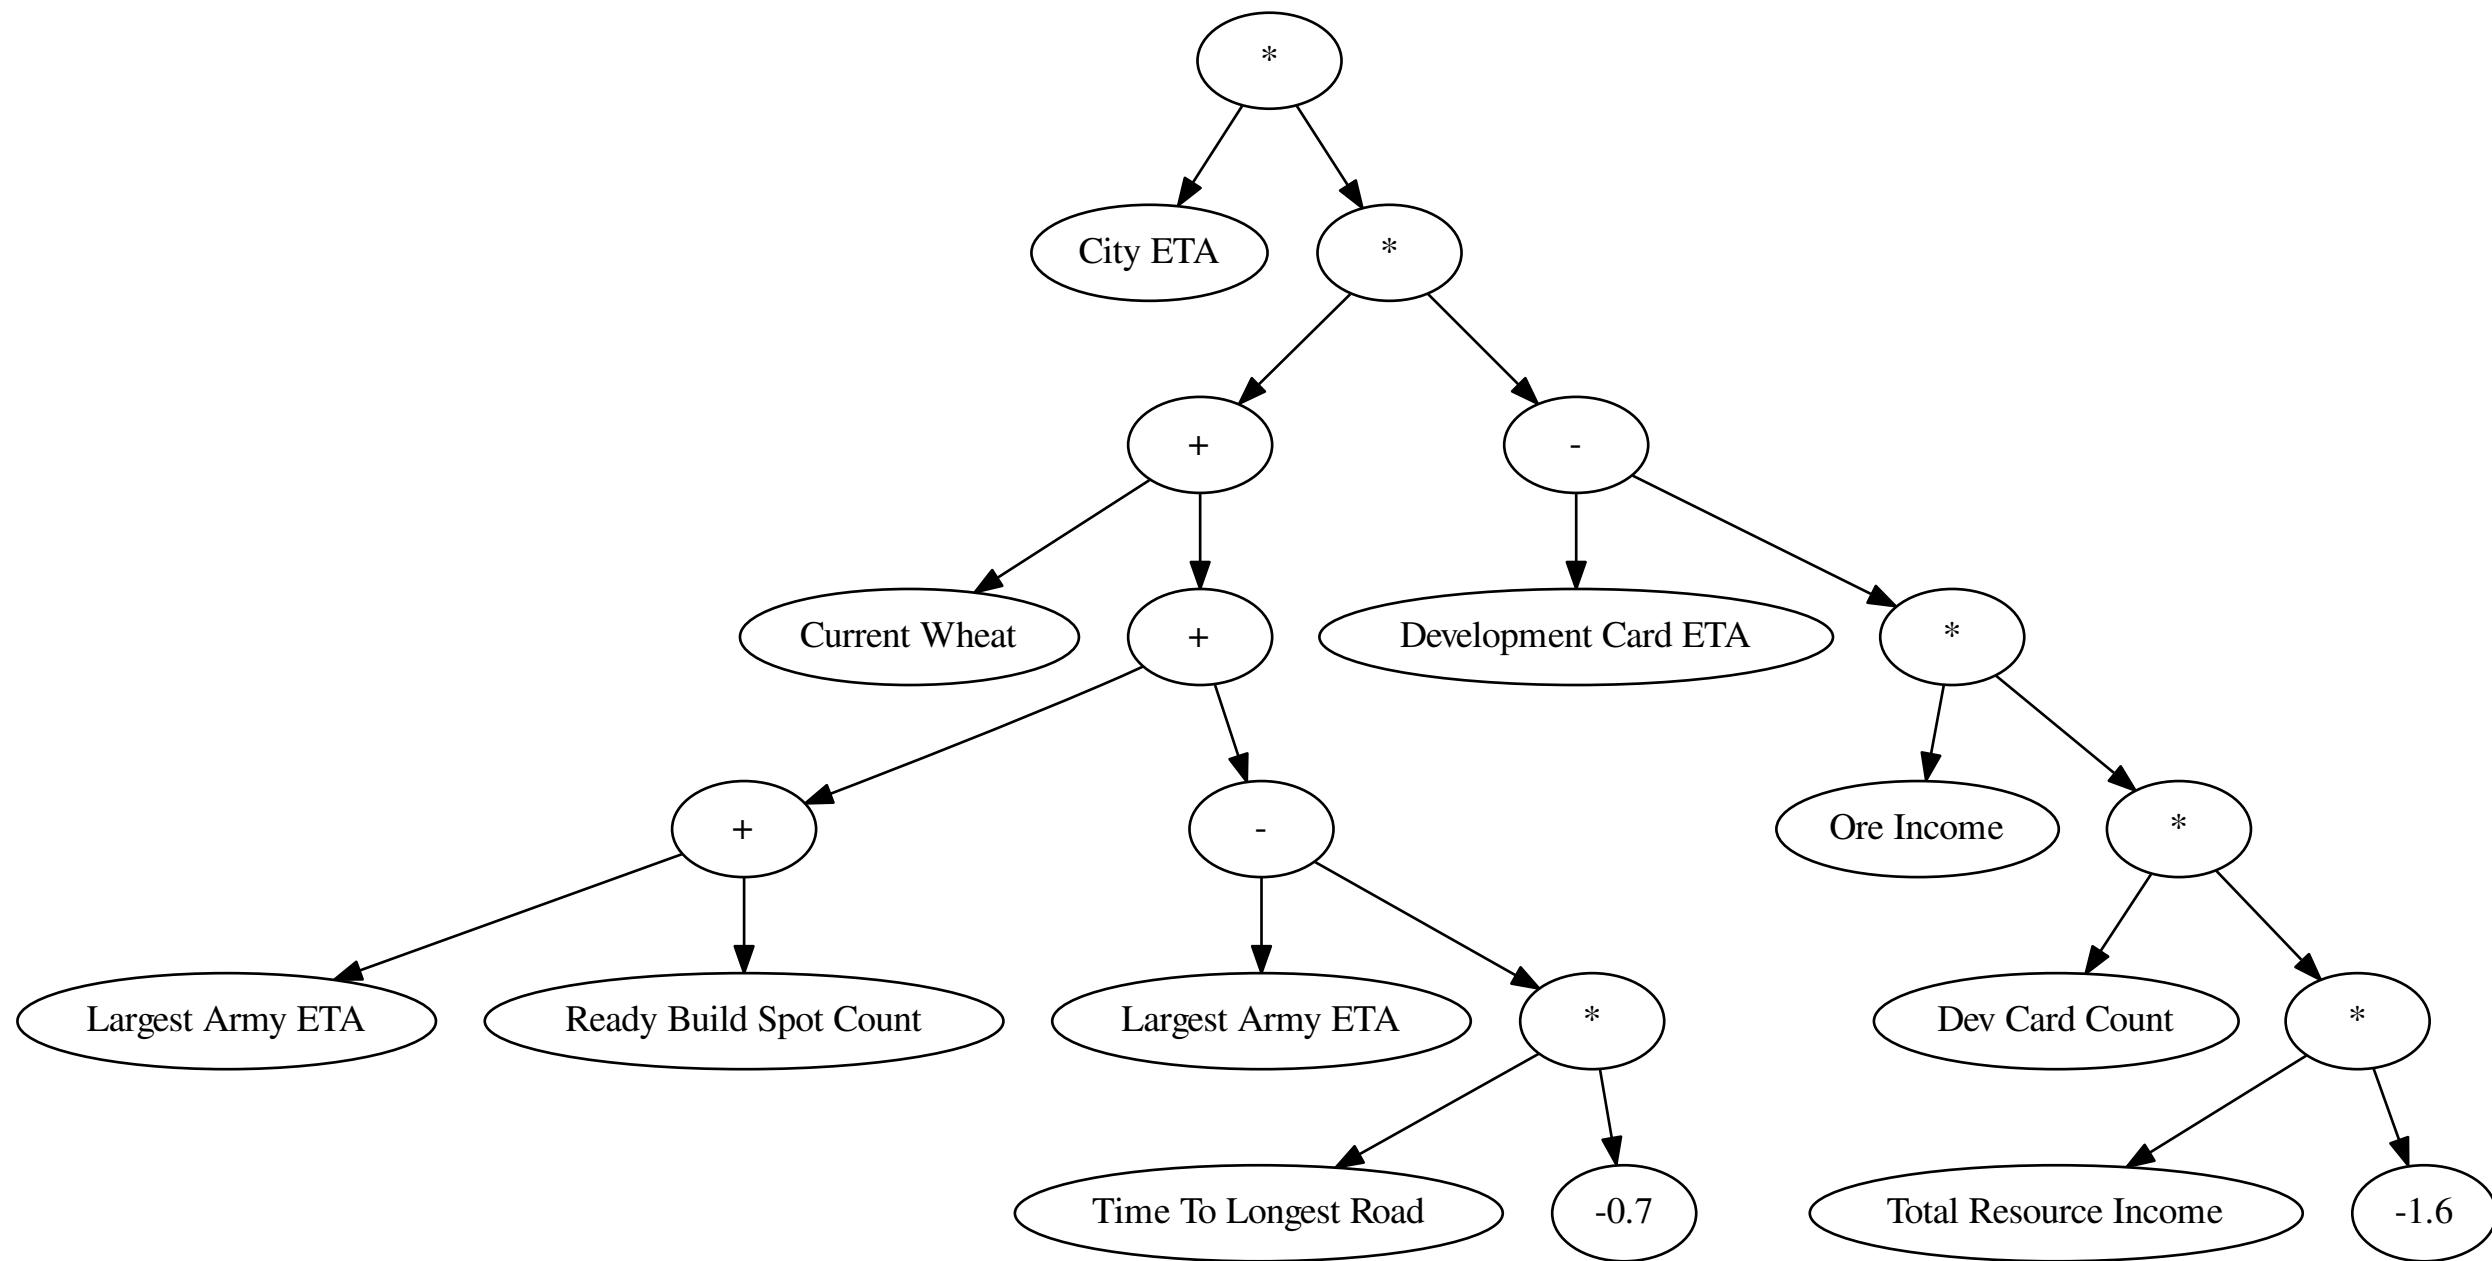 *
City ETA
*
+
-
Current Wheat
+
Development Card ETA
*
+
-
Ore Income
*
Largest Army ETA
Ready Build Spot Count
Largest Army ETA
*
Dev Card Count
*
Time To Longest Road
-0.7
Total Resource Income
-1.6